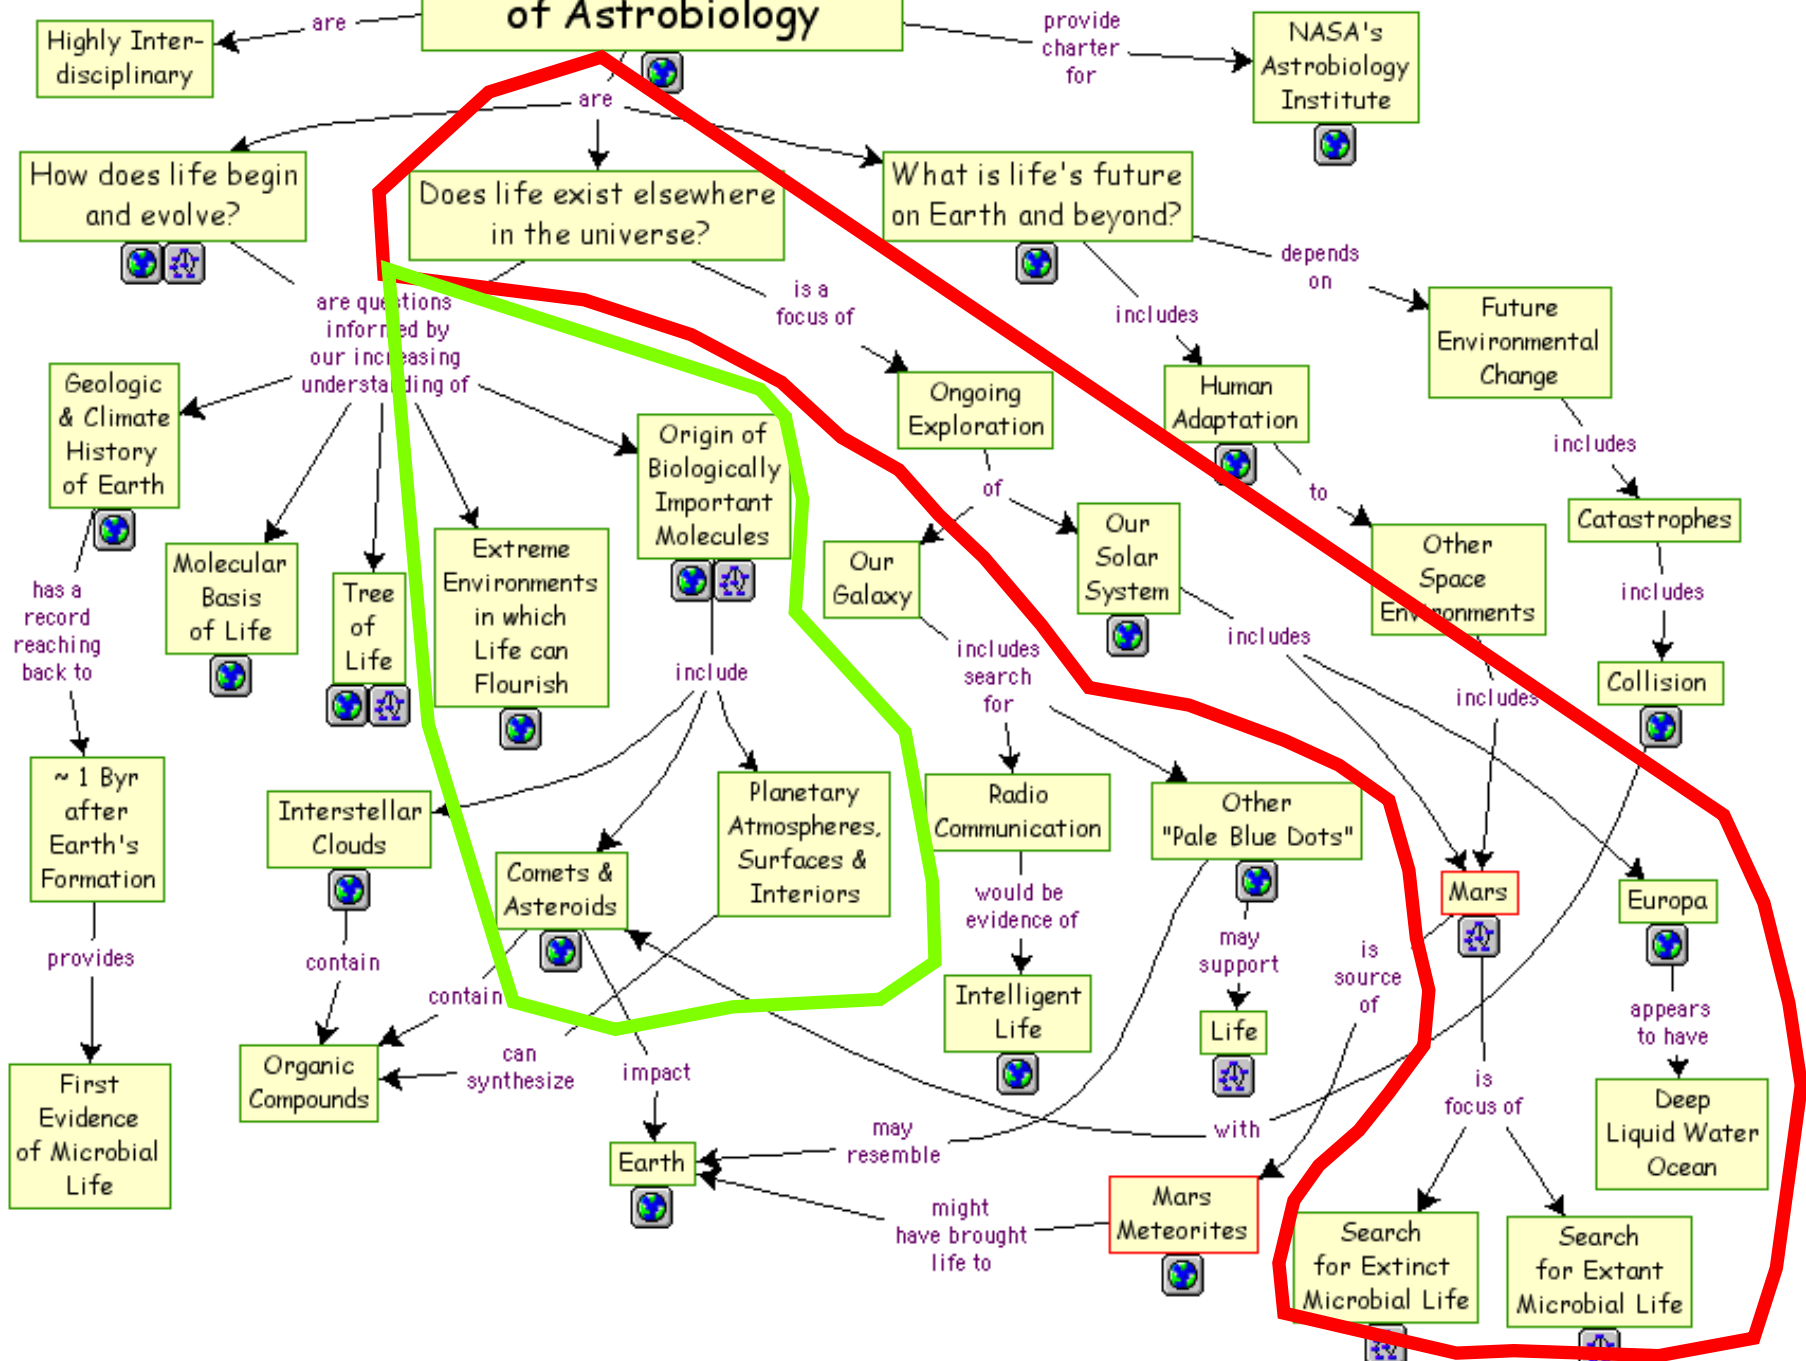 of Astrobiology
Highly Inter-
disciplinary
are
provide
charter
for
NASA's
Astrobiology
Institute
are
How does life begin
and evolve?
Does life exist elsewhere
in the universe?
What is life's future
on Earth and beyond?
are questions
informed by
our increasing
understanding of
is a
focus of
includes
depends
on
Future
Environmental
Change
Geologic
& Climate
History
of Earth
Origin of
Biologically
Important
Molecules
Ongoing
Exploration
Human
Adaptation
includes
of
to
Catastrophes
Molecular
Basis
of Life
Tree
of
Life
Extreme
Environments
in which
Life can
Flourish
Our
Galaxy
Our
Solar
System
Other
Space
Environments
includes
has a
record
reaching
back to
include
includes
search
for
includes
includes
Collision
~ 1 Byr
after
Earth's
Formation
Interstellar
Clouds
Comets &
Asteroids
Planetary
Atmospheres,
Surfaces &
Interiors
Radio
Communication
Other
"Pale Blue Dots"
Mars
Europa
provides
contain
contain
would be
evidence of
may
support
is
source
of
appears
to have
Organic
Compounds
can
synthesize
impact
Intelligent
Life
Life
is
focus of
Deep
Liquid Water
Ocean
First
Evidence
of Microbial
Life
Earth
may
resemble
with
might
have brought
life to
Mars
Meteorites
Search
for Extinct
Microbial Life
Search
for Extant
Microbial Life